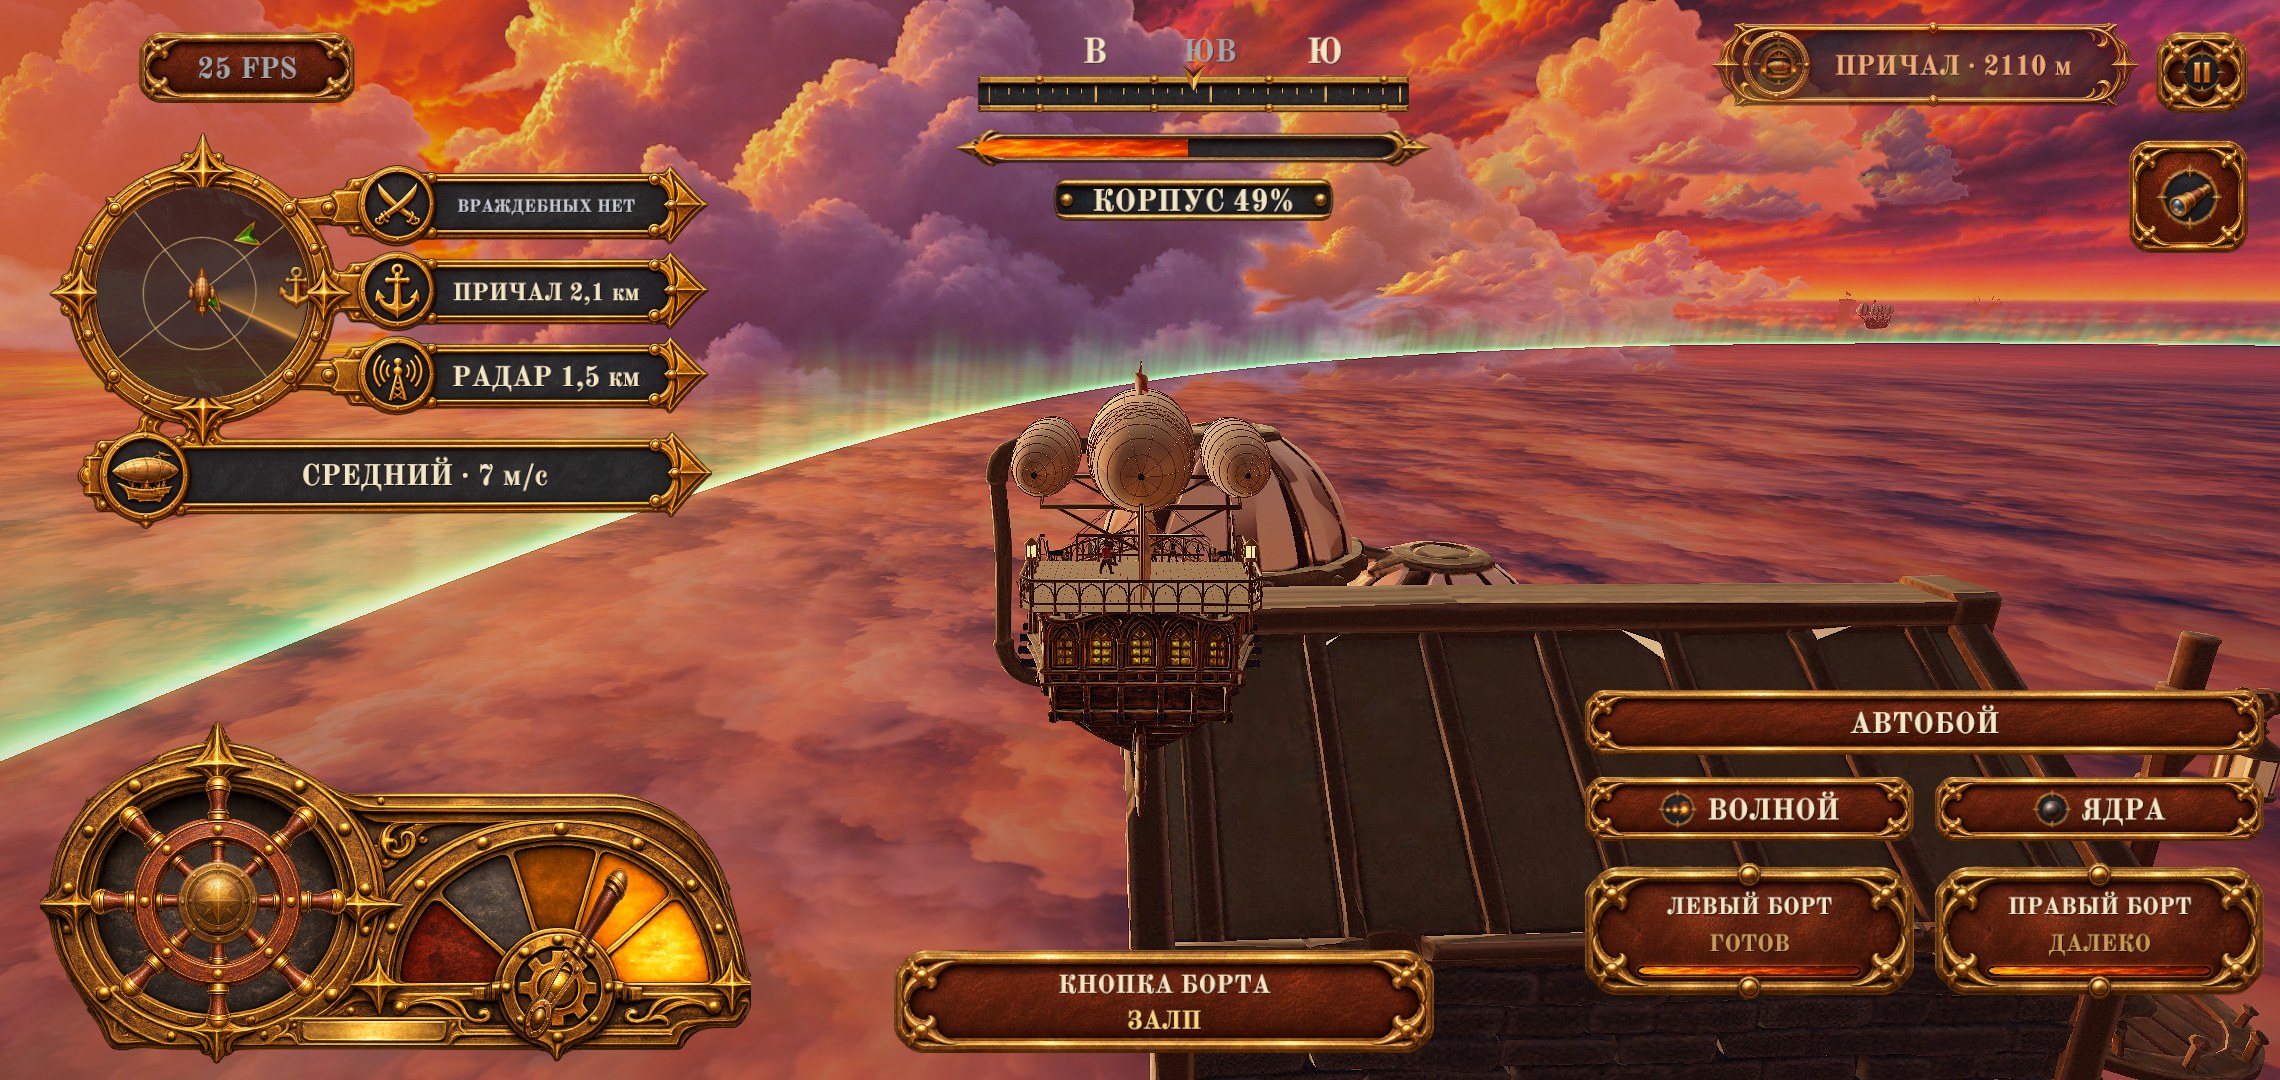 25 FPS
В ЮВ Ю
ПРИЧАЛ · 2110 м
КОРПУС 49%
ВРАЖДЕБНЫХ НЕТ
ПРИЧАЛ 2,1 км
РАДАР 1,5 км
СРЕДНИЙ · 7 м/с
АВТОБОЙ
ВОЛНОЙ
ЯДРА
ЛЕВЫЙ БОРТ
ГОТОВ
ПРАВЫЙ БОРТ
ДАЛЕКО
КНОПКА БОРТА
ЗАЛП